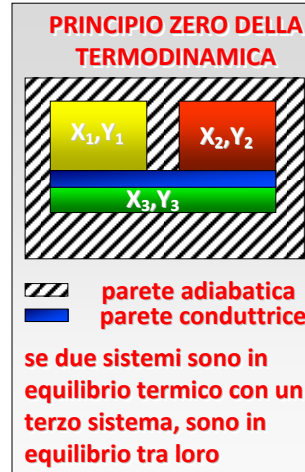 PRINCIPIO ZERO DELLA
TERMODINAMICA
X₁,Y₁ X₂,Y₂
X₃,Y₃
parete adiabatica
parete conduttrice
se due sistemi sono in
equilibrio termico con un
terzo sistema, sono in
equilibrio tra loro